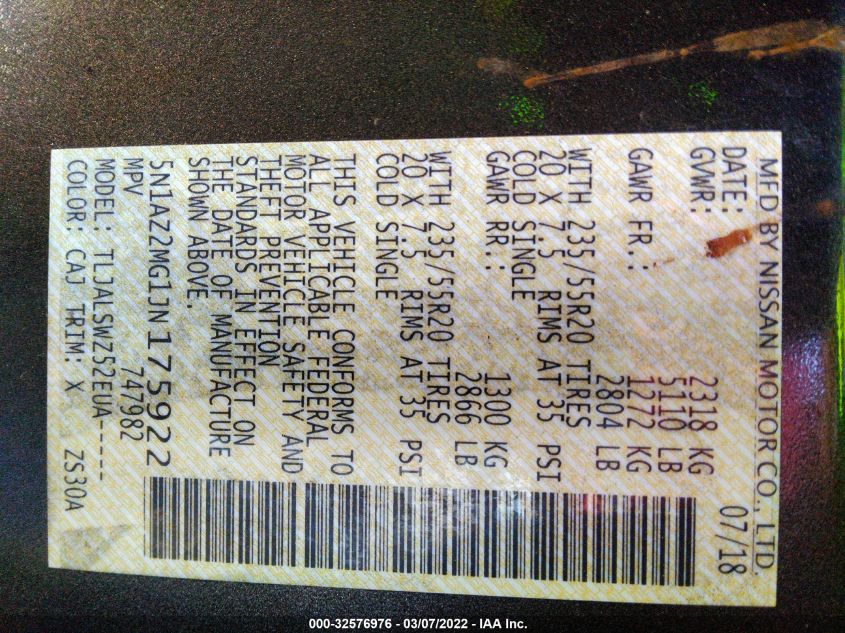 MFD BY NISSAN MOTOR CO., LTD.
DATE: 07/18
GVWR: 2318 KG
5110 LB
GAWR FR.: 1272 KG
2804 LB
WITH 235/55R20 TIRES
20 X 7.5 RIMS AT 35 PSI
COLD SINGLE
GAWR RR.: 1300 KG
2866 LB
WITH 235/55R20 TIRES
20 X 7.5 RIMS AT 35 PSI
COLD SINGLE
THIS VEHICLE CONFORMS TO
ALL APPLICABLE FEDERAL
MOTOR VEHICLE SAFETY AND
THEFT PREVENTION
STANDARDS IN EFFECT ON
THE DATE OF MANUFACTURE
SHOWN ABOVE.
5N1AZ2MG1JN175922
MPV 747982
MODEL: TLJALSWZ52EUA-----
COLOR: CAJ TRIM: X ZS30A
000-32576976 - 03/07/2022 - IAA Inc.